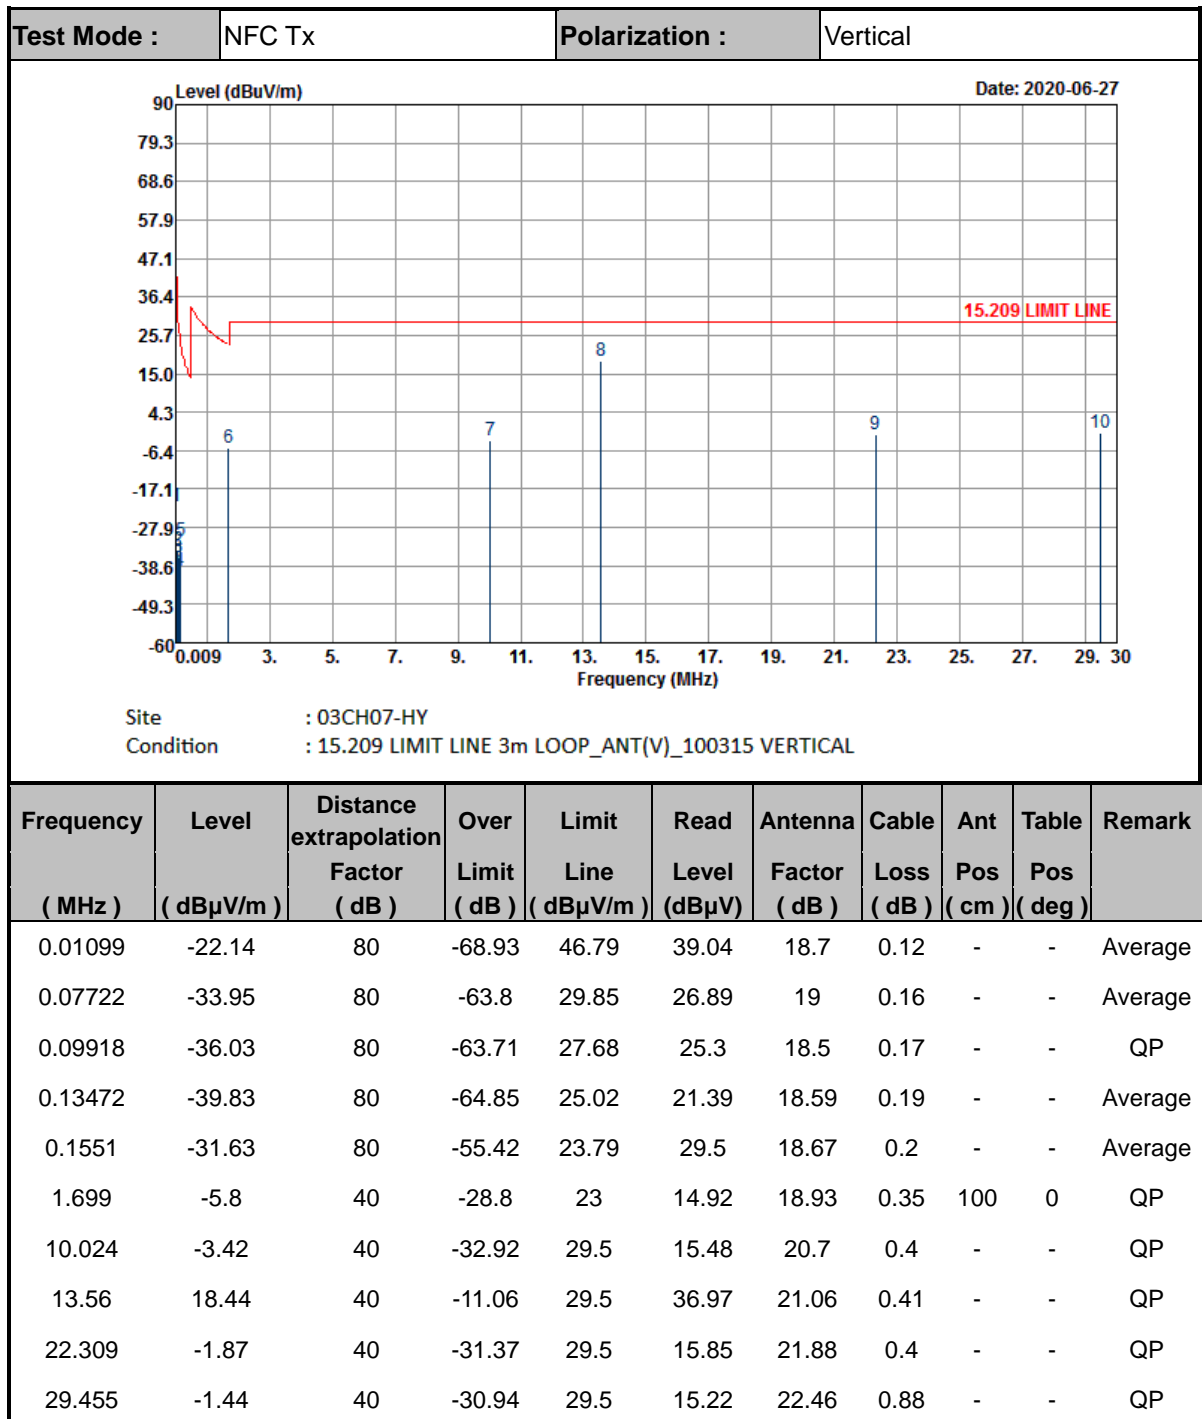 Test Mode : NFC Tx Polarization : Vertical
Level (dBuV/m) Date: 2020-06-27
90
79.3
68.6
57.9
47.1
36.4
15.209 LIMIT LINE
25.7
8
15.0
4.3
6 7 9 10
-6.4
-17.1
-27.9
5
-38.6
-49.3
-60
0.009 3. 5. 7. 9. 11. 13. 15. 17. 19. 21. 23. 25. 27. 29. 30
Frequency (MHz)
Site : 03CH07-HY
Condition : 15.209 LIMIT LINE 3m LOOP_ANT(V)_100315 VERTICAL
Frequency Level Distance extrapolation Over Limit Read Antenna Cable Ant Table Remark
Factor Limit Line Level Factor Loss Pos Pos
( MHz ) ( dBµV/m ) ( dB ) ( dB ) ( dBµV/m ) (dBµV) ( dB ) ( dB ) ( cm ) ( deg )
0.01099 -22.14 80 -68.93 46.79 39.04 18.7 0.12 - - Average
0.07722 -33.95 80 -63.8 29.85 26.89 19 0.16 - - Average
0.09918 -36.03 80 -63.71 27.68 25.3 18.5 0.17 - - QP
0.13472 -39.83 80 -64.85 25.02 21.39 18.59 0.19 - - Average
0.1551 -31.63 80 -55.42 23.79 29.5 18.67 0.2 - - Average
1.699 -5.8 40 -28.8 23 14.92 18.93 0.35 100 0 QP
10.024 -3.42 40 -32.92 29.5 15.48 20.7 0.4 - - QP
13.56 18.44 40 -11.06 29.5 36.97 21.06 0.41 - - QP
22.309 -1.87 40 -31.37 29.5 15.85 21.88 0.4 - - QP
29.455 -1.44 40 -30.94 29.5 15.22 22.46 0.88 - - QP